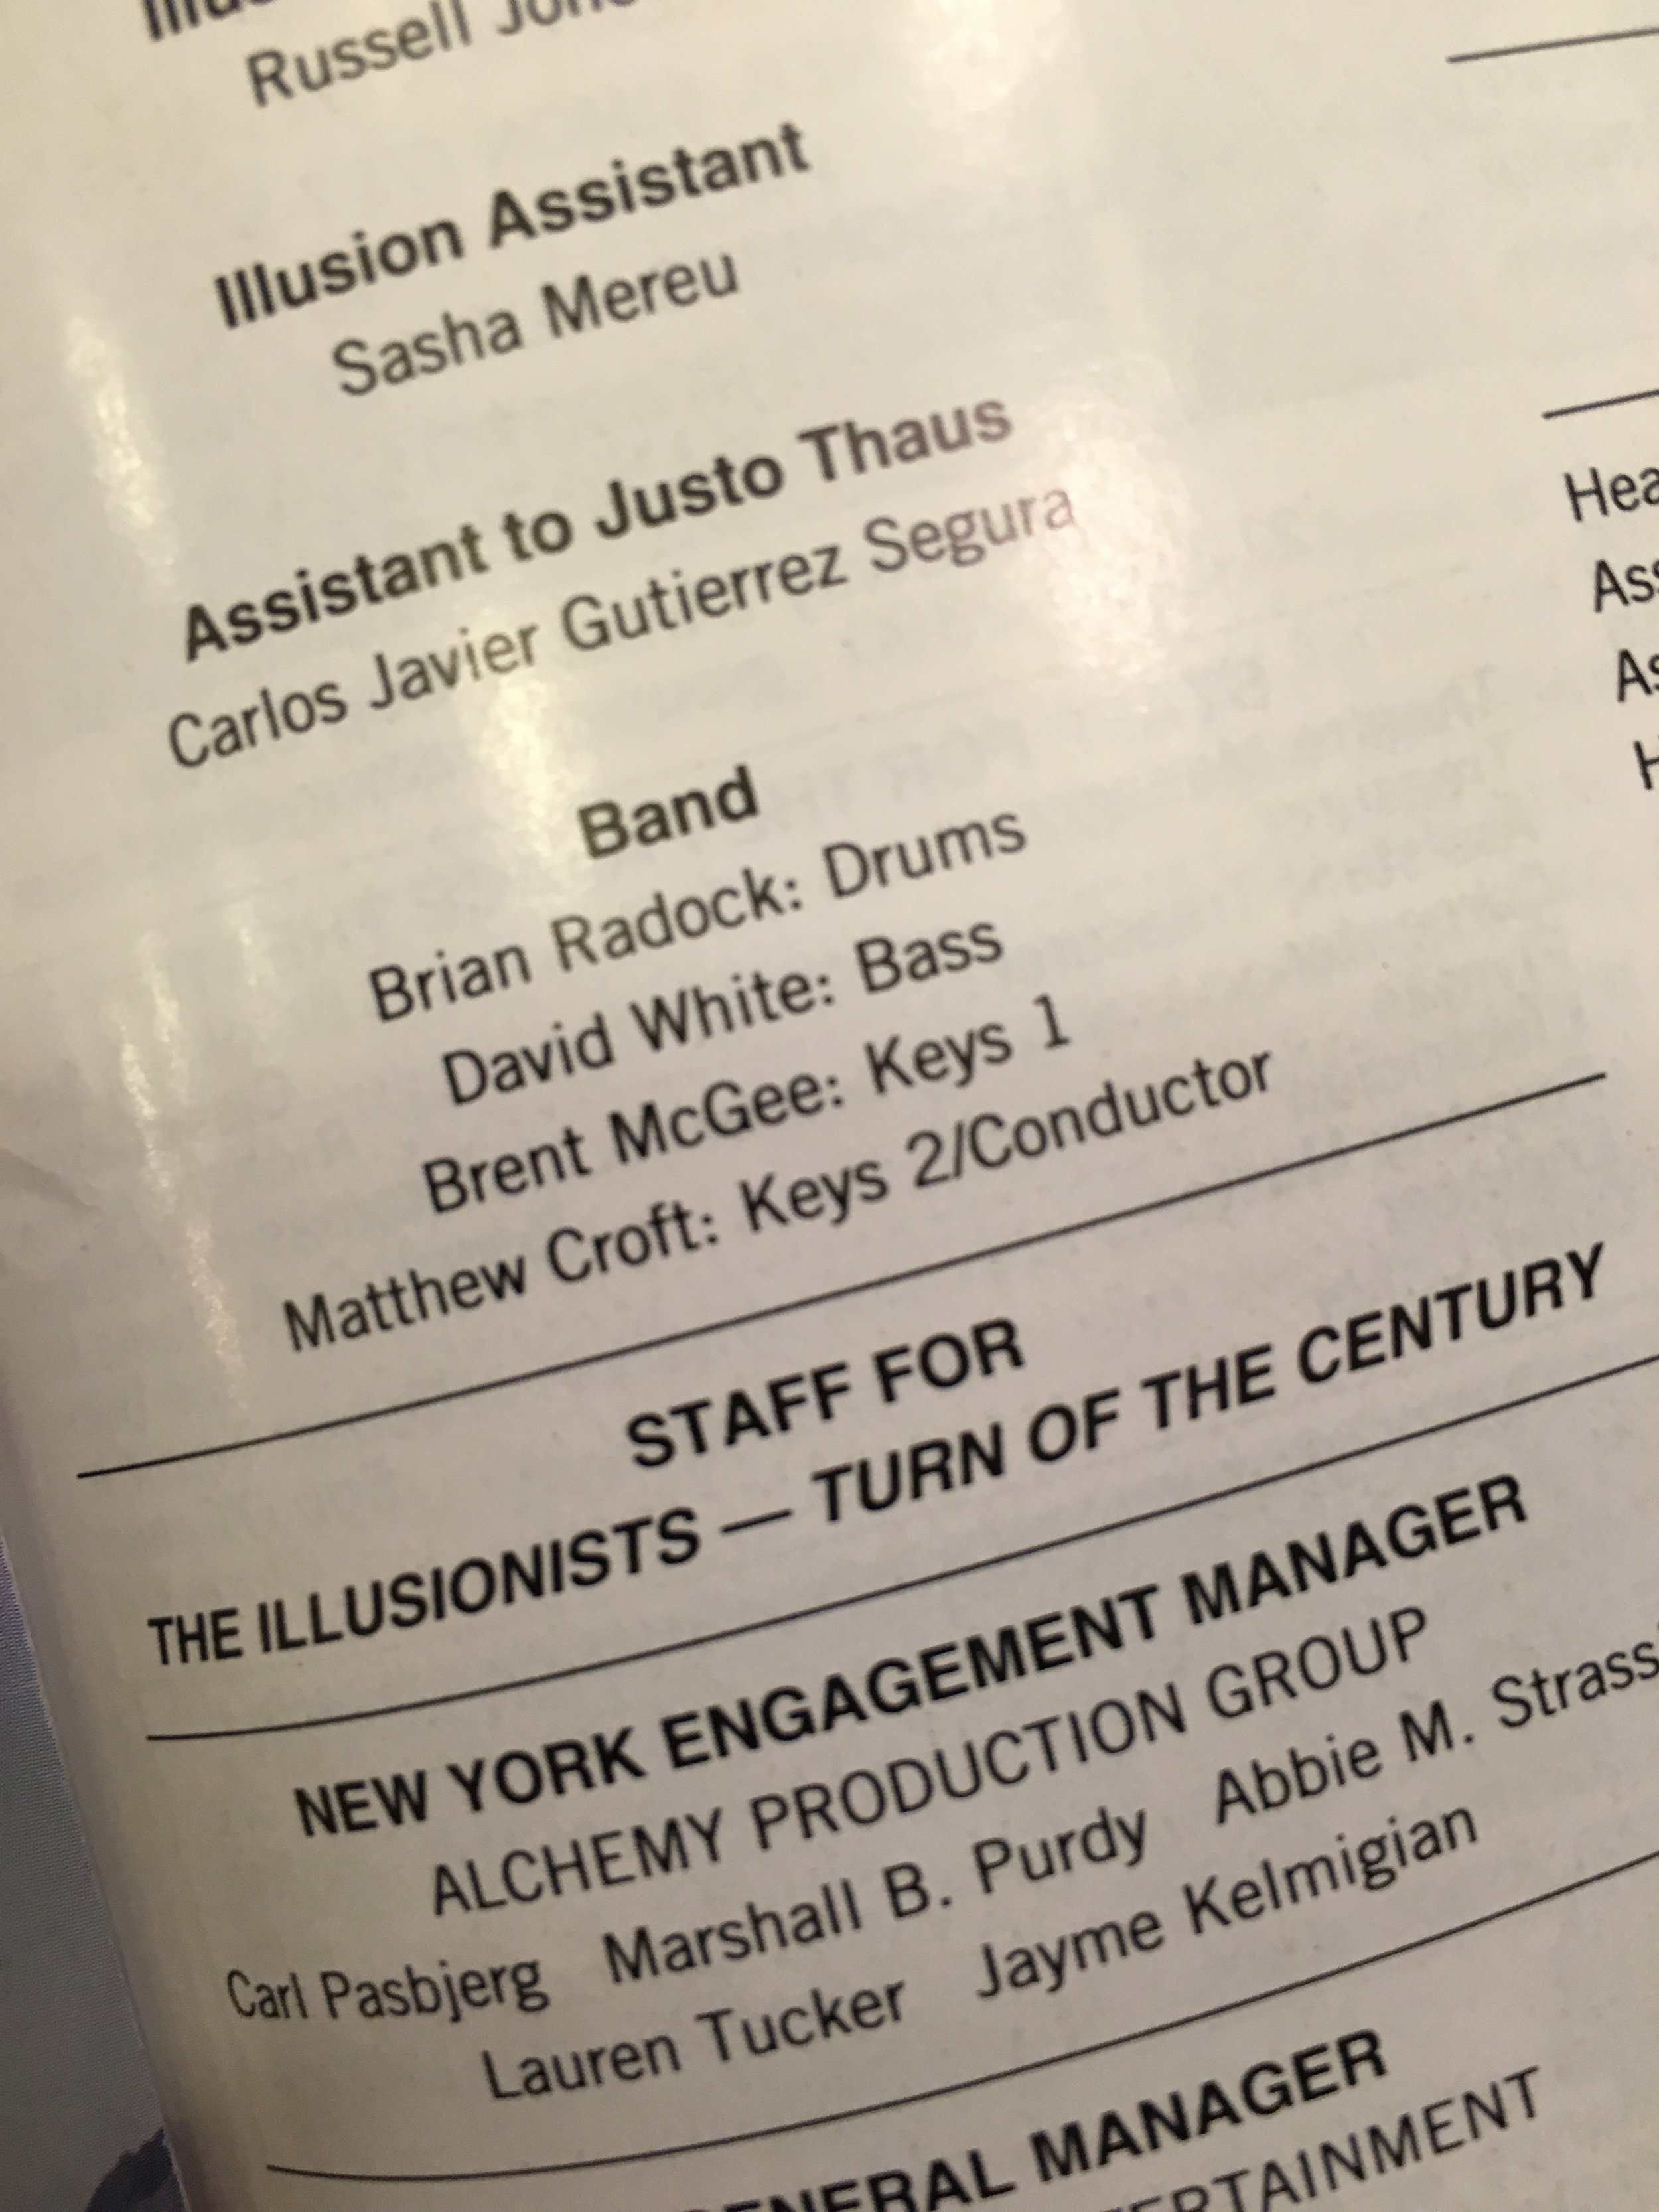 Russell
Illusion Assistant
Sasha Mereu
Assistant to Justo Thaus
Carlos Javier Gutierrez Segura
Band
Brian Radock: Drums
David White: Bass
Brent McGee: Keys 1
Matthew Croft: Keys 2/Conductor
STAFF FOR
THE ILLUSIONISTS — TURN OF THE CENTURY
NEW YORK ENGAGEMENT MANAGER
ALCHEMY PRODUCTION GROUP
Carl Pasbjerg Marshall B. Purdy Abbie M.
Lauren Tucker Jayme Kelmigian
MANAGER